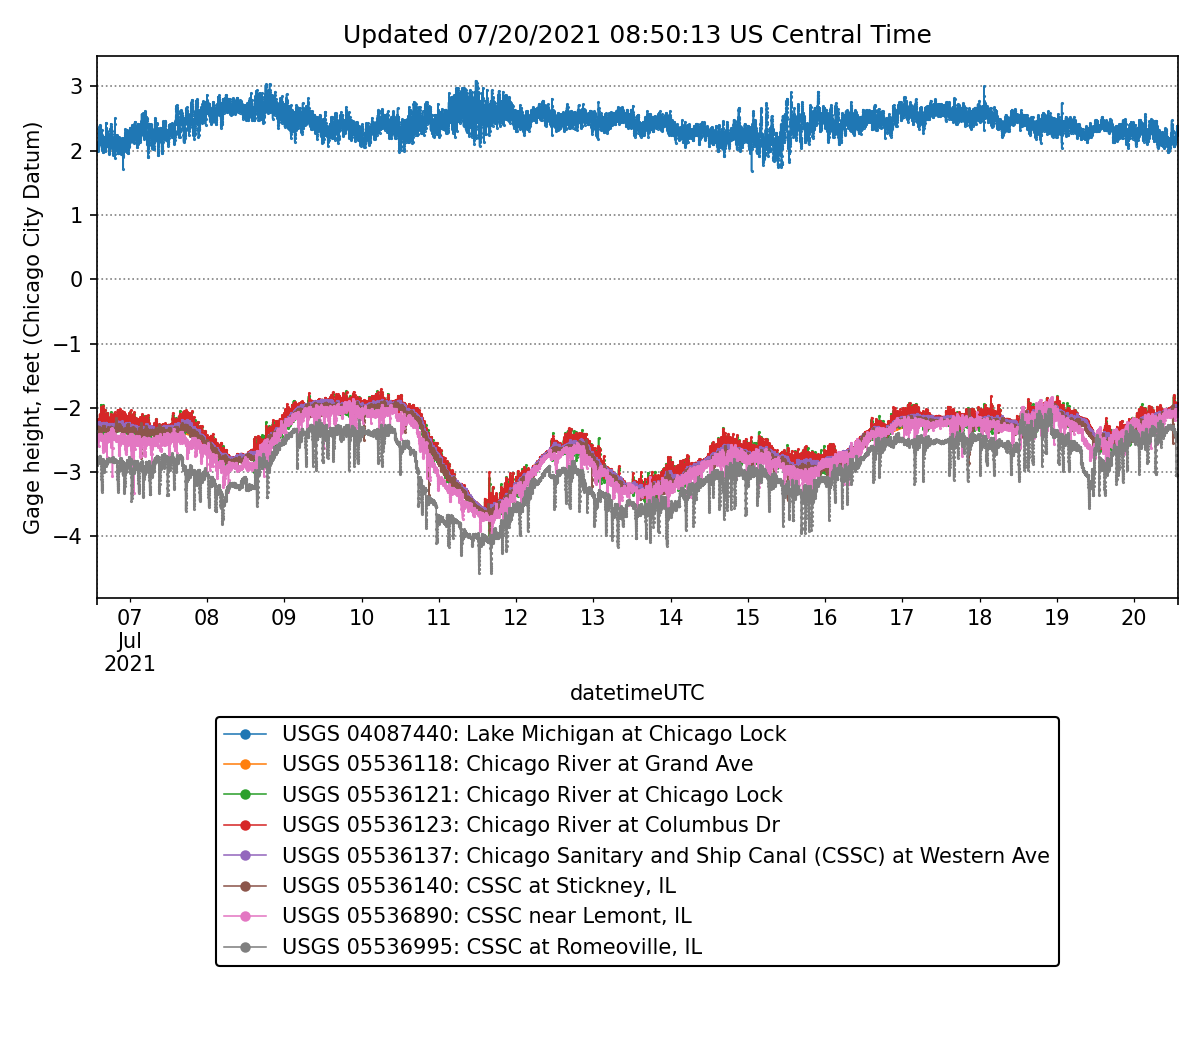 Updated 07/20/2021 08:50:13 US Central Time
Gage height, feet (Chicago City Datum)
3
2
1
0
−1
−2
−3
−4
07 08 09 10 11 12 13 14 15 16 17 18 19 20
Jul
2021
datetimeUTC
USGS 04087440: Lake Michigan at Chicago Lock
USGS 05536118: Chicago River at Grand Ave
USGS 05536121: Chicago River at Chicago Lock
USGS 05536123: Chicago River at Columbus Dr
USGS 05536137: Chicago Sanitary and Ship Canal (CSSC) at Western Ave
USGS 05536140: CSSC at Stickney, IL
USGS 05536890: CSSC near Lemont, IL
USGS 05536995: CSSC at Romeoville, IL